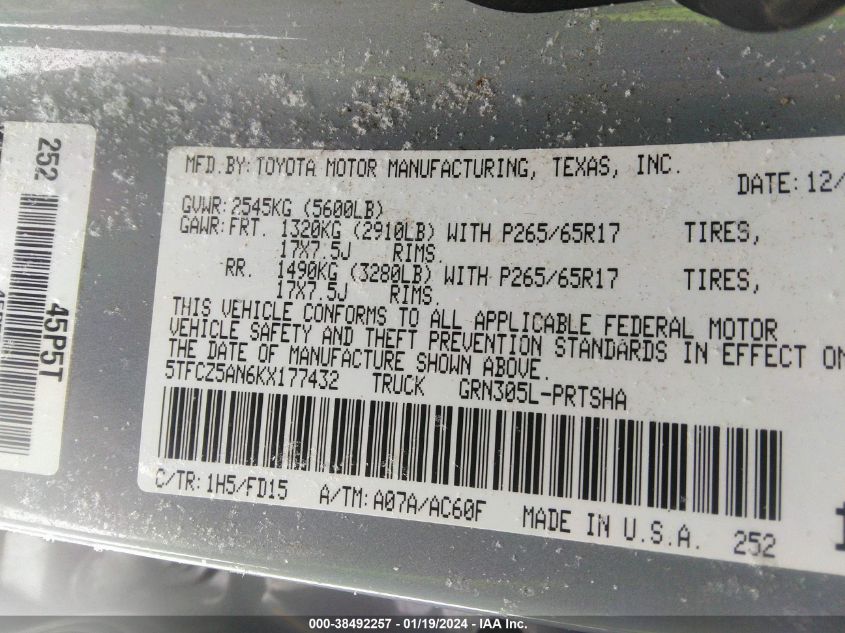 252
45P5T
MFD.BY:TOYOTA MOTOR MANUFACTURING, TEXAS, INC.
DATE:12/
GVWR:2545KG (5600LB)
GAWR:FRT. 1320KG (2910LB) WITH P265/65R17 TIRES,
17X7.5J RIMS.
RR. 1490KG (3280LB) WITH P265/65R17 TIRES,
17X7.5J RIMS.
THIS VEHICLE CONFORMS TO ALL APPLICABLE FEDERAL MOTOR
VEHICLE SAFETY AND THEFT PREVENTION STANDARDS IN EFFECT ON
THE DATE OF MANUFACTURE SHOWN ABOVE.
5TFCZ5AN6KX177432 TRUCK GRN305L-PRTSHA
C/TR:1H5/FD15 A/TM:A07A/AC60F MADE IN U.S.A. 252
000-38492257 - 01/19/2024 - IAA Inc.